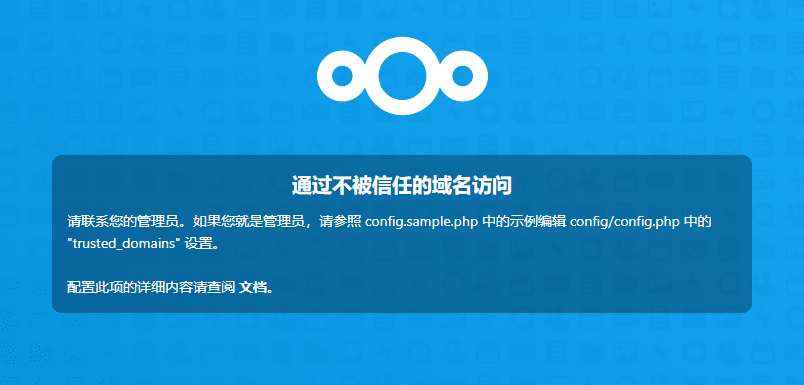 通过不被信任的域名访问
请联系您的管理员。如果您就是管理员，请参照 config.sample.php 中的示例编辑 config/config.php 中的
"trusted_domains" 设置。
配置此项的详细内容请查阅 文档。